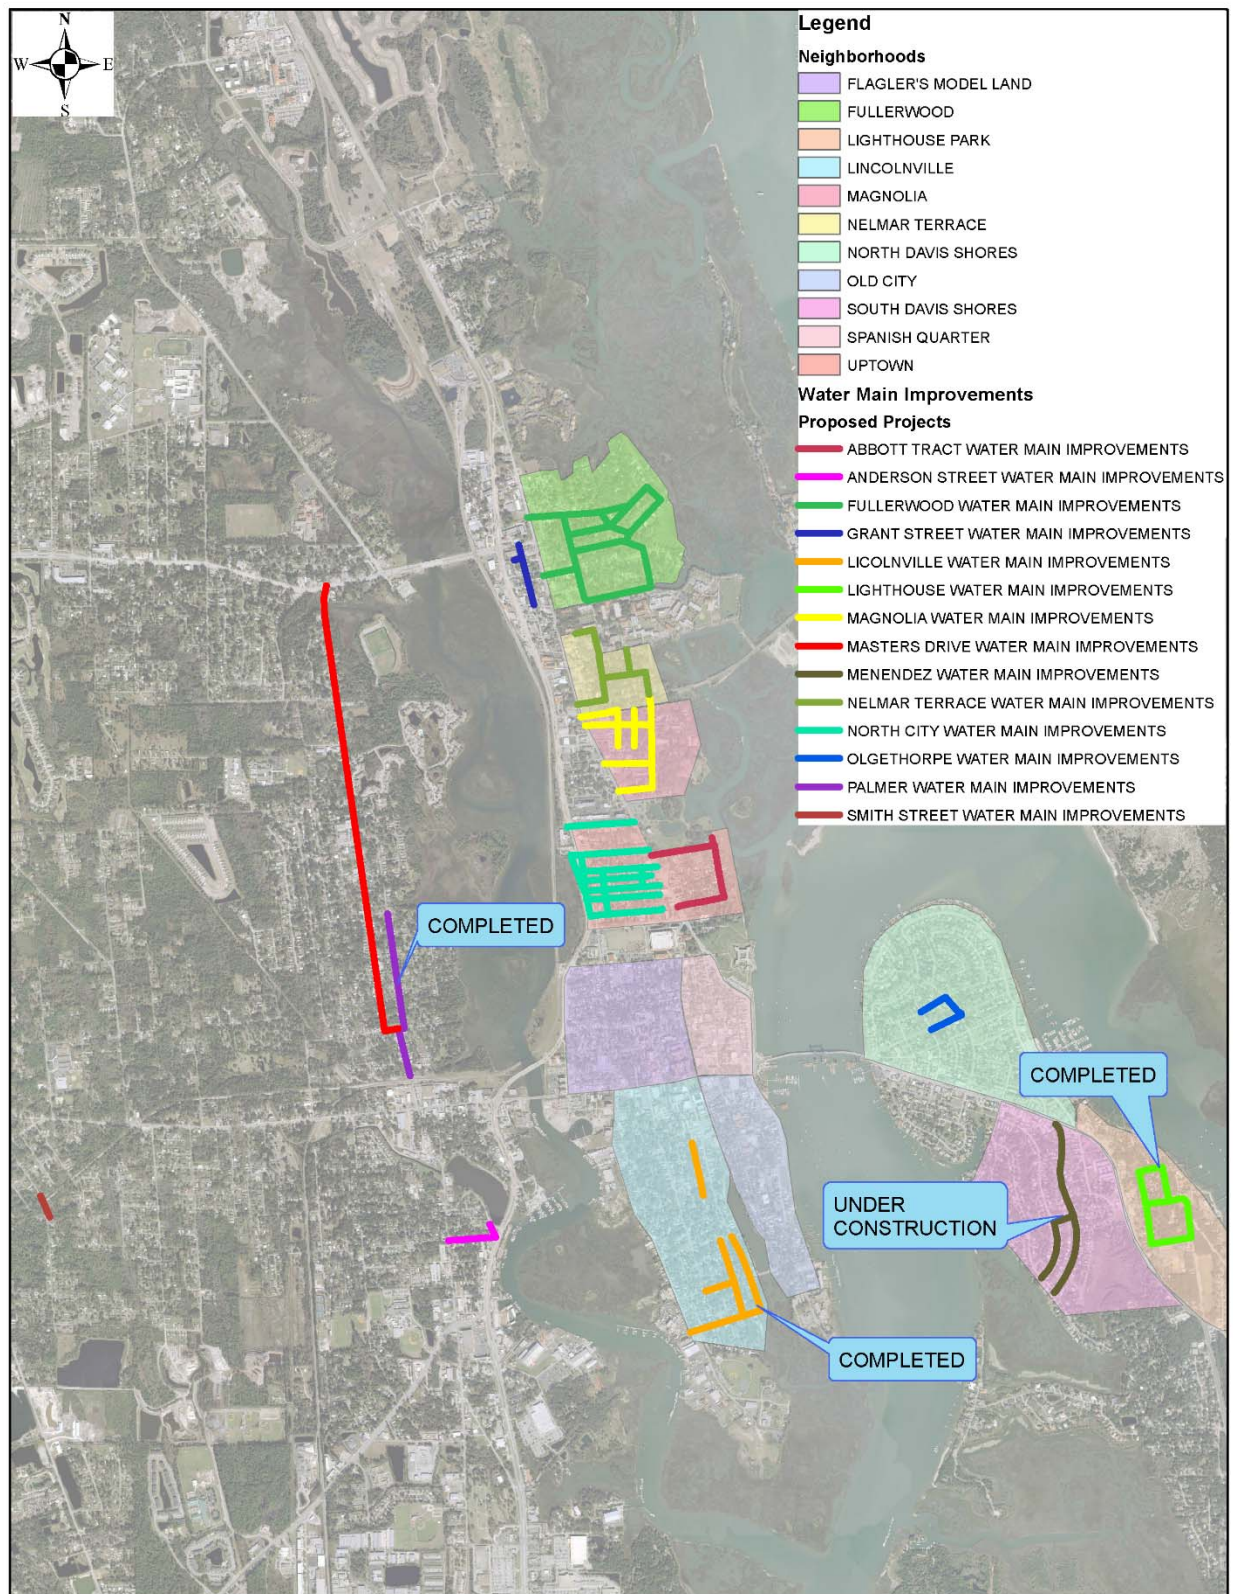 N
W
E
S
Legend
Neighborhoods
FLAGLER'S MODEL LAND
FULLERWOOD
LIGHTHOUSE PARK
LINCOLNVILLE
MAGNOLIA
NELMAR TERRACE
NORTH DAVIS SHORES
OLD CITY
SOUTH DAVIS SHORES
SPANISH QUARTER
UPTOWN
Water Main Improvements
Proposed Projects
ABBOTT TRACT WATER MAIN IMPROVEMENTS
ANDERSON STREET WATER MAIN IMPROVEMENTS
FULLERWOOD WATER MAIN IMPROVEMENTS
GRANT STREET WATER MAIN IMPROVEMENTS
LICOLNVILLE WATER MAIN IMPROVEMENTS
LIGHTHOUSE WATER MAIN IMPROVEMENTS
MAGNOLIA WATER MAIN IMPROVEMENTS
MASTERS DRIVE WATER MAIN IMPROVEMENTS
MENENDEZ WATER MAIN IMPROVEMENTS
NELMAR TERRACE WATER MAIN IMPROVEMENTS
NORTH CITY WATER MAIN IMPROVEMENTS
OLGETHORPE WATER MAIN IMPROVEMENTS
PALMER WATER MAIN IMPROVEMENTS
SMITH STREET WATER MAIN IMPROVEMENTS
COMPLETED
COMPLETED
UNDER
CONSTRUCTION
COMPLETED